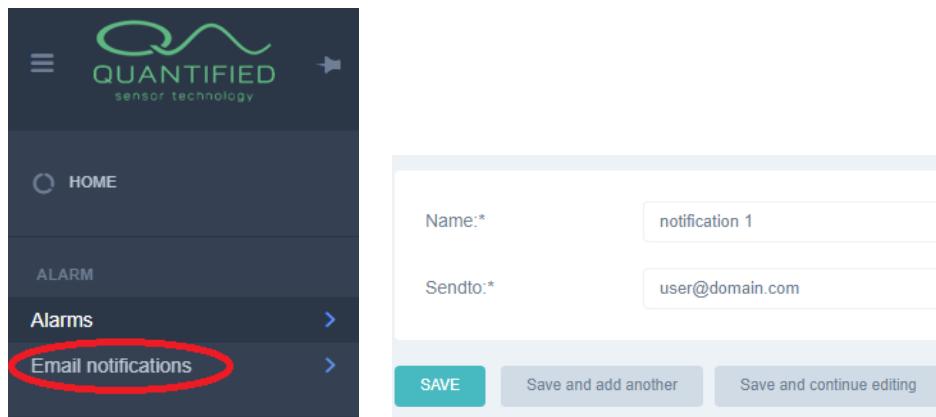 QUANTIFIED
sensor technology
HOME
ALARM
Alarms
Email notifications
Name:* notification 1
Sendto:* user@domain.com
SAVE Save and add another Save and continue editing